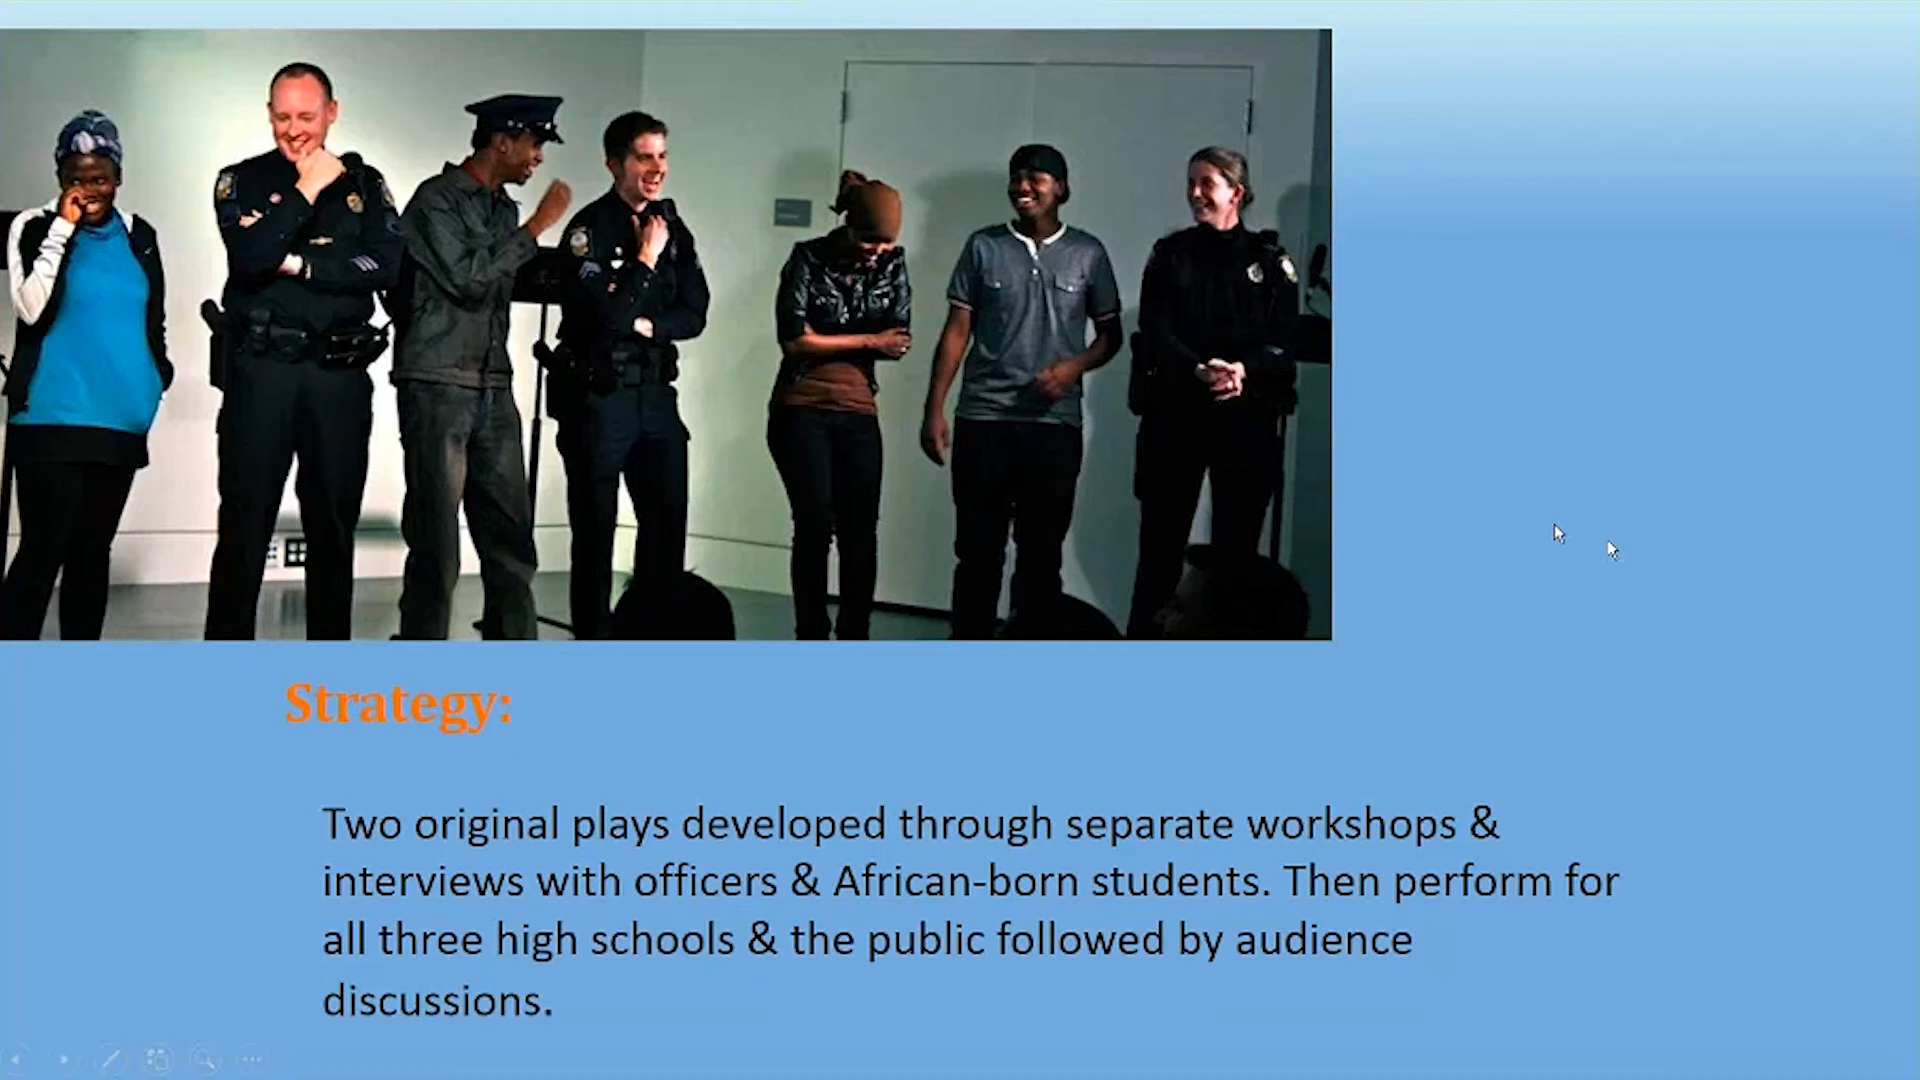 Strategy:
Two original plays developed through separate workshops &
interviews with officers & African-born students. Then perform for
all three high schools & the public followed by audience
discussions.